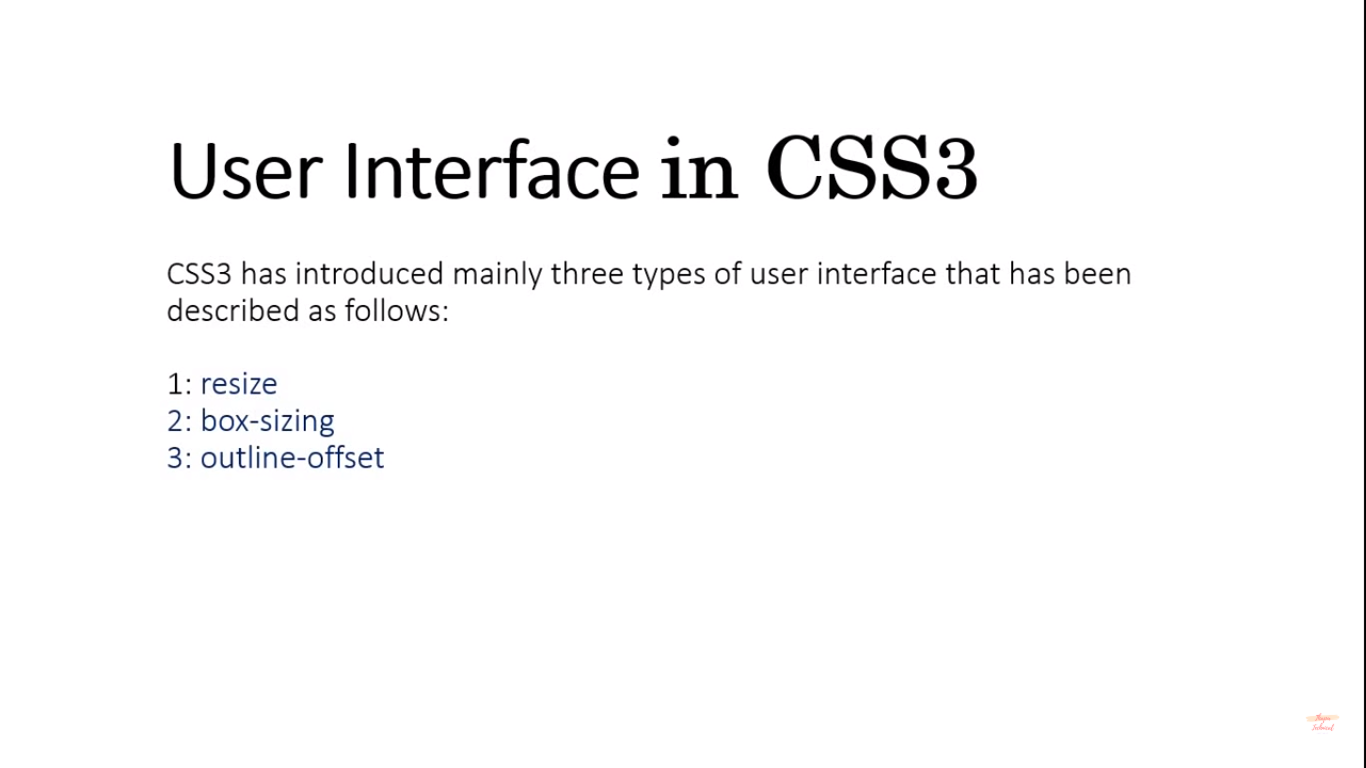 User Interface in CSS3
CSS3 has introduced mainly three types of user interface that has been
described as follows:
1: resize
2: box-sizing
3: outline-offset